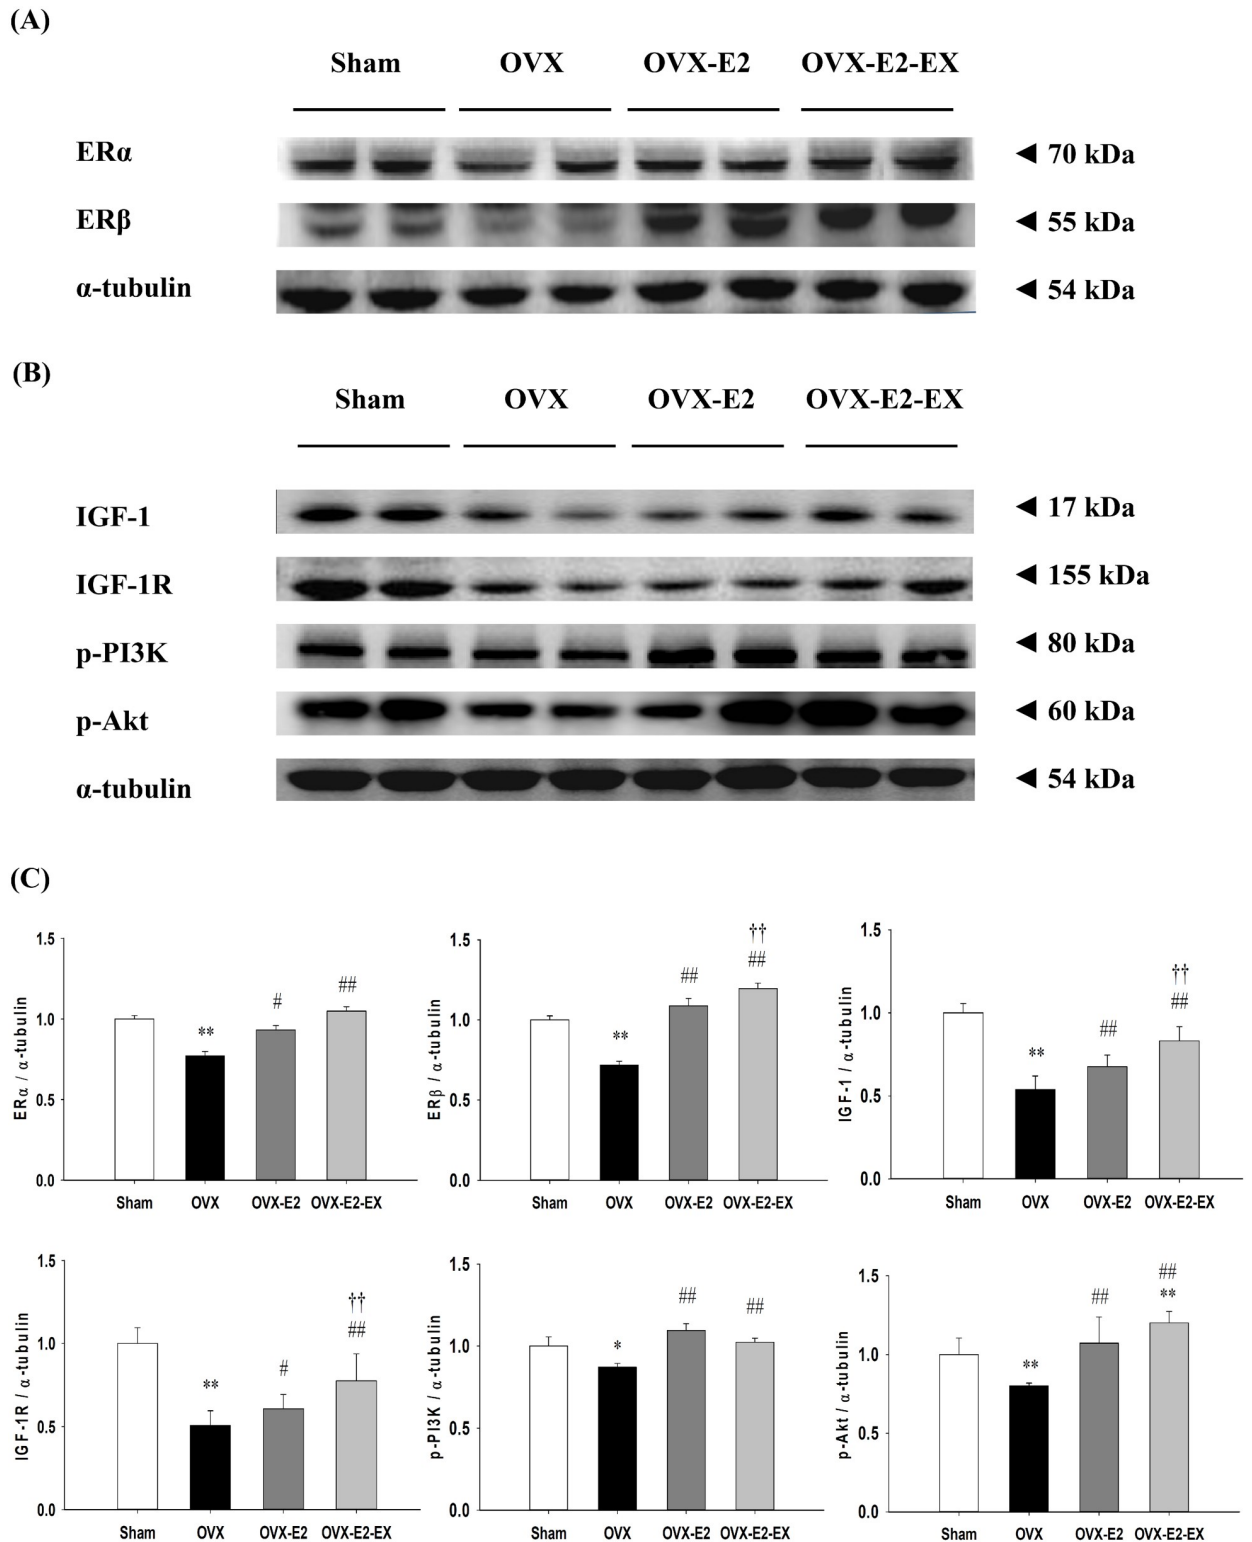 (A)
Sham OVX OVX-E2 OVX-E2-EX
ERα ◄ 70 kDa
ERβ ◄ 55 kDa
α-tubulin ◄ 54 kDa
(B)
Sham OVX OVX-E2 OVX-E2-EX
IGF-1 ◄ 17 kDa
IGF-1R ◄ 155 kDa
p-PI3K ◄ 80 kDa
p-Akt ◄ 60 kDa
α-tubulin ◄ 54 kDa
(C)
ERα / α-tubulin
1.5
1.0
0.5
0.0
**
#
##
Sham OVX OVX-E2 OVX-E2-EX
ERβ / α-tubulin
1.5
1.0
0.5
0.0
**
##
††
##
Sham OVX OVX-E2 OVX-E2-EX
IGF-1 / α-tubulin
1.5
1.0
0.5
0.0
**
##
††
##
Sham OVX OVX-E2 OVX-E2-EX
IGF-1R / α-tubulin
1.5
1.0
0.5
0.0
**
#
††
##
Sham OVX OVX-E2 OVX-E2-EX
p-PI3K / α-tubulin
1.5
1.0
0.5
0.0
*
##
##
Sham OVX OVX-E2 OVX-E2-EX
p-Akt / α-tubulin
1.5
1.0
0.5
0.0
**
##
##
**
Sham OVX OVX-E2 OVX-E2-EX